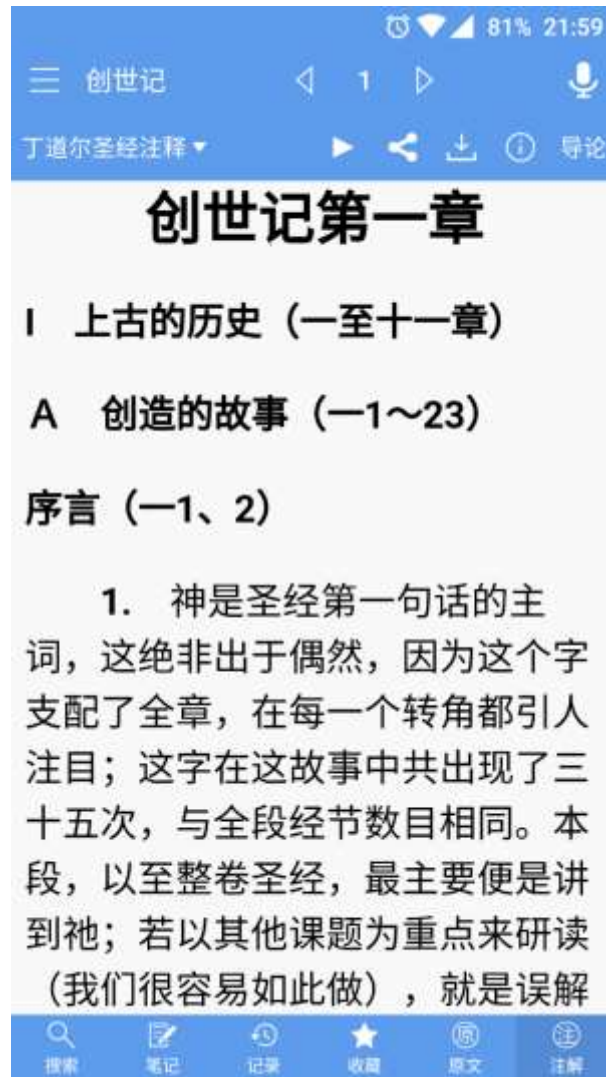 81% 21:59
创世记 1
丁道尔圣经注释 导论
创世记第一章
I 上古的历史（一至十一章）
A 创造的故事（一1～23）
序言（一1、2）
1. 神是圣经第一句话的主
词，这绝非出于偶然，因为这个字
支配了全章，在每一个转角都引人
注目；这字在这故事中共出现了三
十五次，与全段经节数目相同。本
段，以至整卷圣经，最主要便是讲
到祂；若以其他课题为重点来研读
（我们很容易如此做），就是误解
原 注
搜索 笔记 记录 收藏 原文 注解